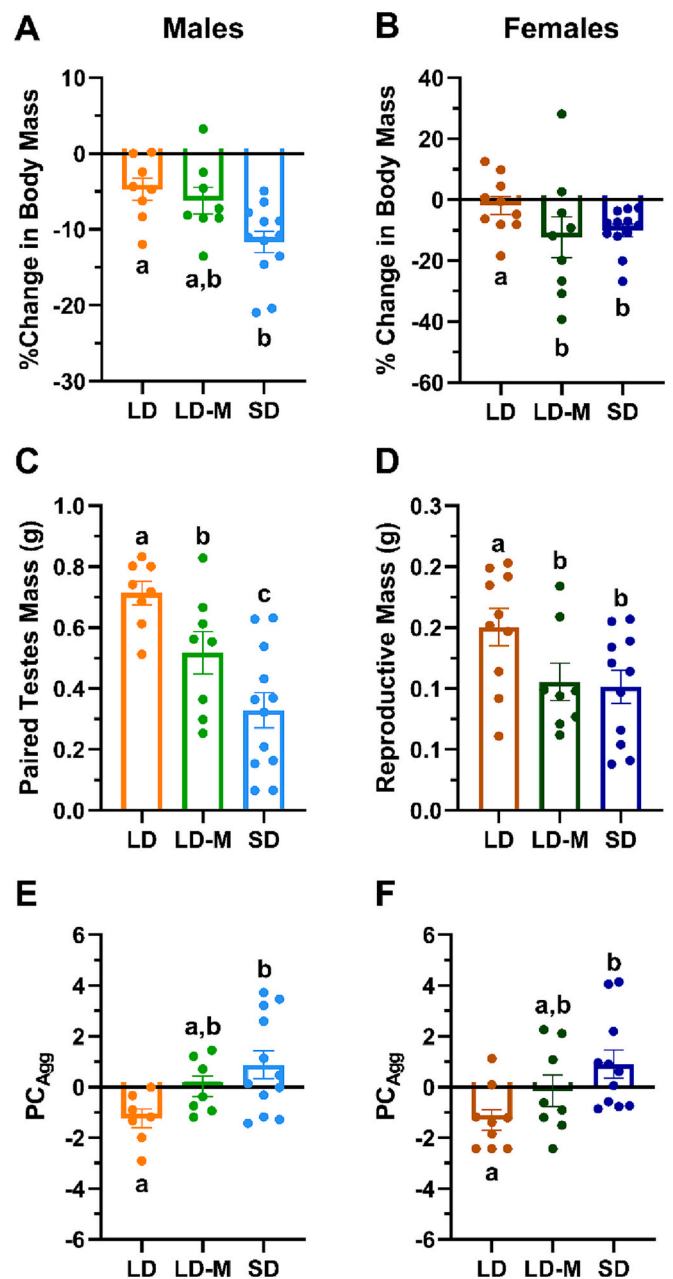 A Males
B Females
%Change in Body Mass
10
0
-10
-20
-30
a
a,b
b
LD LD-M SD
% Change in Body Mass
40
20
0
-20
-40
-60
a
b
b
LD LD-M SD
C
Paired Testes Mass (g)
1.0
0.8
0.6
0.4
0.2
0.0
a
b
c
LD LD-M SD
D
Reproductive Mass (g)
0.3
0.2
0.2
0.1
0.1
0.0
a
b
b
LD LD-M SD
E
PCAgg
6
4
2
0
-2
-4
-6
a
a,b
b
LD LD-M SD
F
PCAgg
6
4
2
0
-2
-4
-6
a
a,b
b
LD LD-M SD